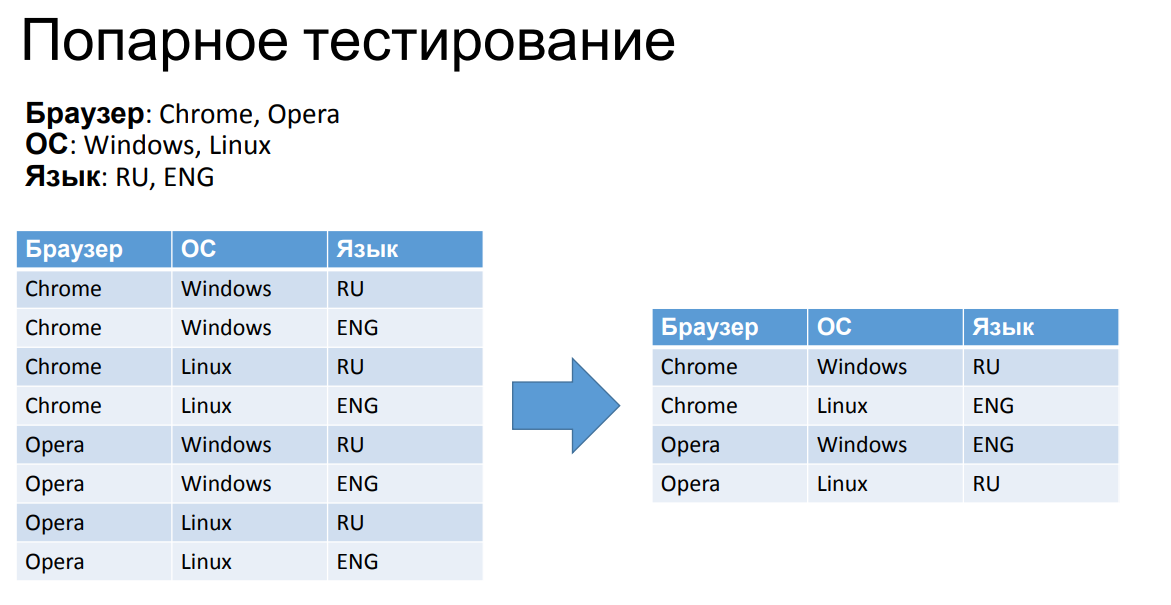 Попарное тестирование
Браузер: Chrome, Opera
ОС: Windows, Linux
Язык: RU, ENG
Браузер ОС Язык
Chrome Windows RU
Chrome Windows ENG
Chrome Linux RU
Chrome Linux ENG
Opera Windows RU
Opera Windows ENG
Opera Linux RU
Opera Linux ENG
Браузер ОС Язык
Chrome Windows RU
Chrome Linux ENG
Opera Windows ENG
Opera Linux RU